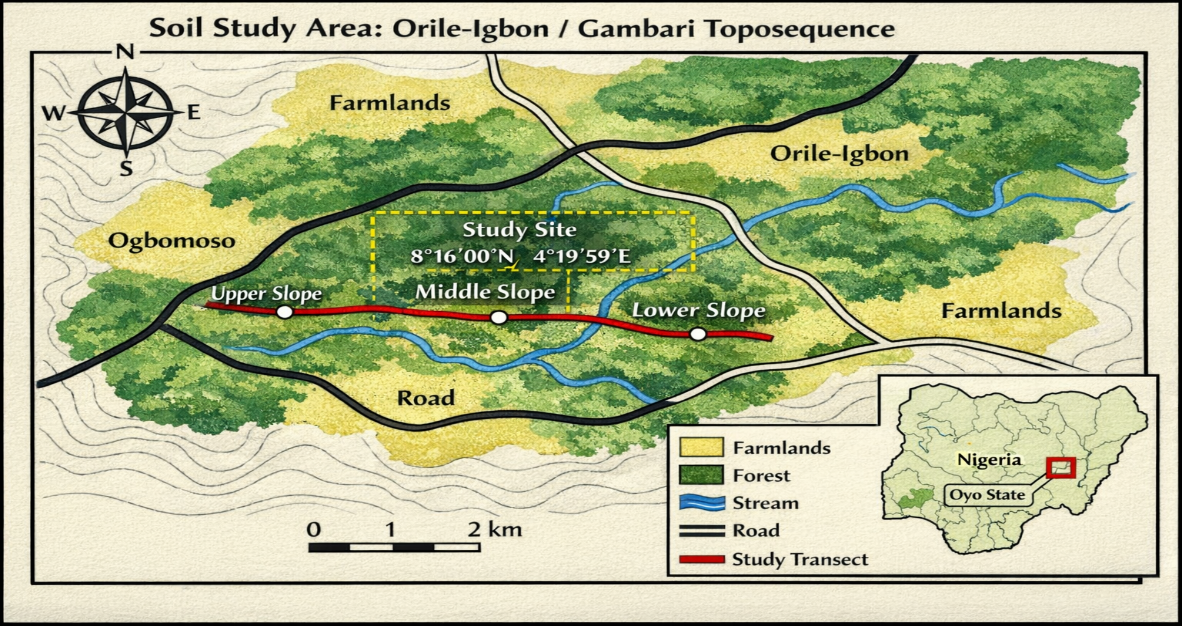 Soil Study Area: Orile-Igbon / Gambari Toposequence
N
W
E
S
Farmlands
Orile-Igbon
Ogbomoso
Study Site
8°16′00′N 4°19′59′E
Upper Slope
Middle Slope
Lower Slope
Farmlands
Road
0 1 2 km
Farmlands
Forest
Stream
Road
Study Transect
Nigeria
Oyo State